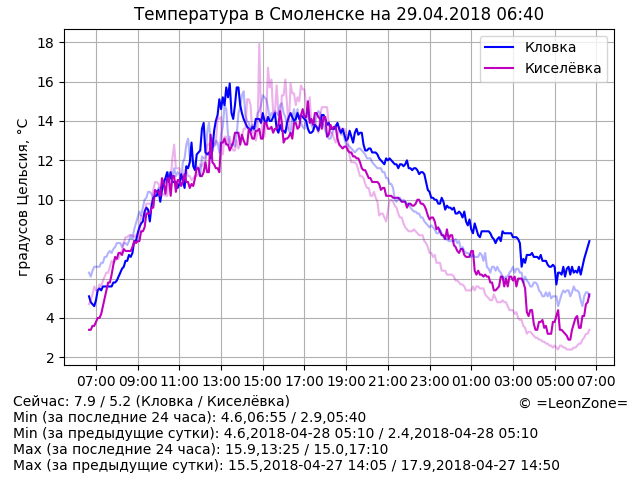 Температура в Смоленске на 29.04.2018 06:40
Кловка
Киселёвка
градусов Цельсия, °C
18
16
14
12
10
8
6
4
2
07:00 09:00 11:00 13:00 15:00 17:00 19:00 21:00 23:00 01:00 03:00 05:00 07:00
Сейчас: 7.9 / 5.2 (Кловка / Киселёвка)
© =LeonZone=
Min (за последние 24 часа): 4.6,06:55 / 2.9,05:40
Min (за предыдущие сутки): 4.6,2018-04-28 05:10 / 2.4,2018-04-28 05:10
Max (за последние 24 часа): 15.9,13:25 / 15.0,17:10
Max (за предыдущие сутки): 15.5,2018-04-27 14:05 / 17.9,2018-04-27 14:50